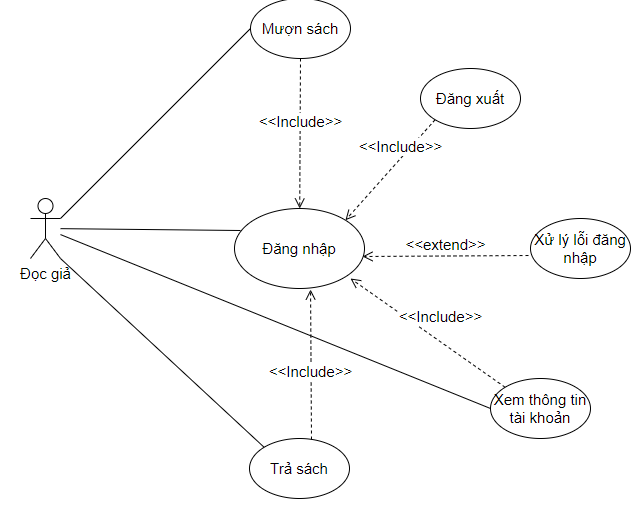 Mượn sách
Đăng xuất
<<Include>>
<<Include>>
Đọc giả
Đăng nhập
<<extend>>
Xử lý lỗi đăng
nhập
<<Include>>
<<Include>>
Xem thông tin
tài khoản
Trả sách